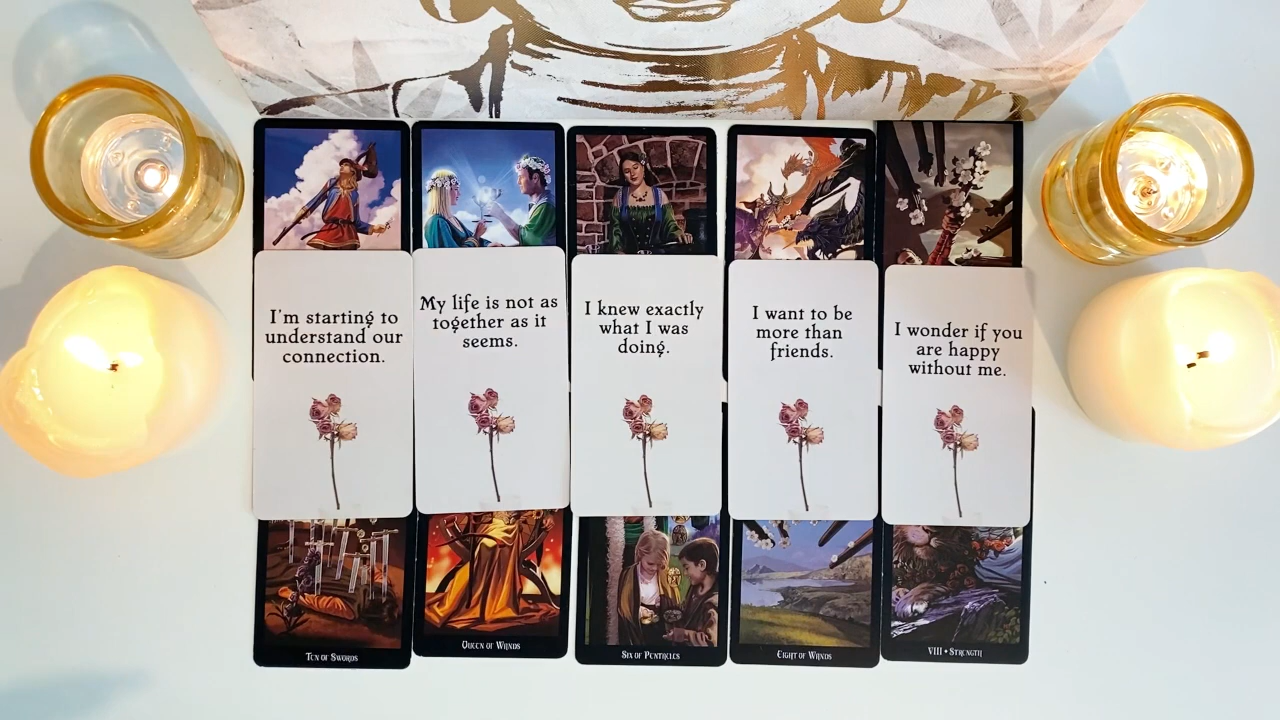 I'm starting to
understand our
connection.
My life is not as
together as it
seems.
I knew exactly
what I was
doing.
I want to be
more than
friends.
I wonder if you
are happy
without me.
Ten of Swords
Queen of Wands
Six of Pentacles
Eight of Wands
VIII • Strength